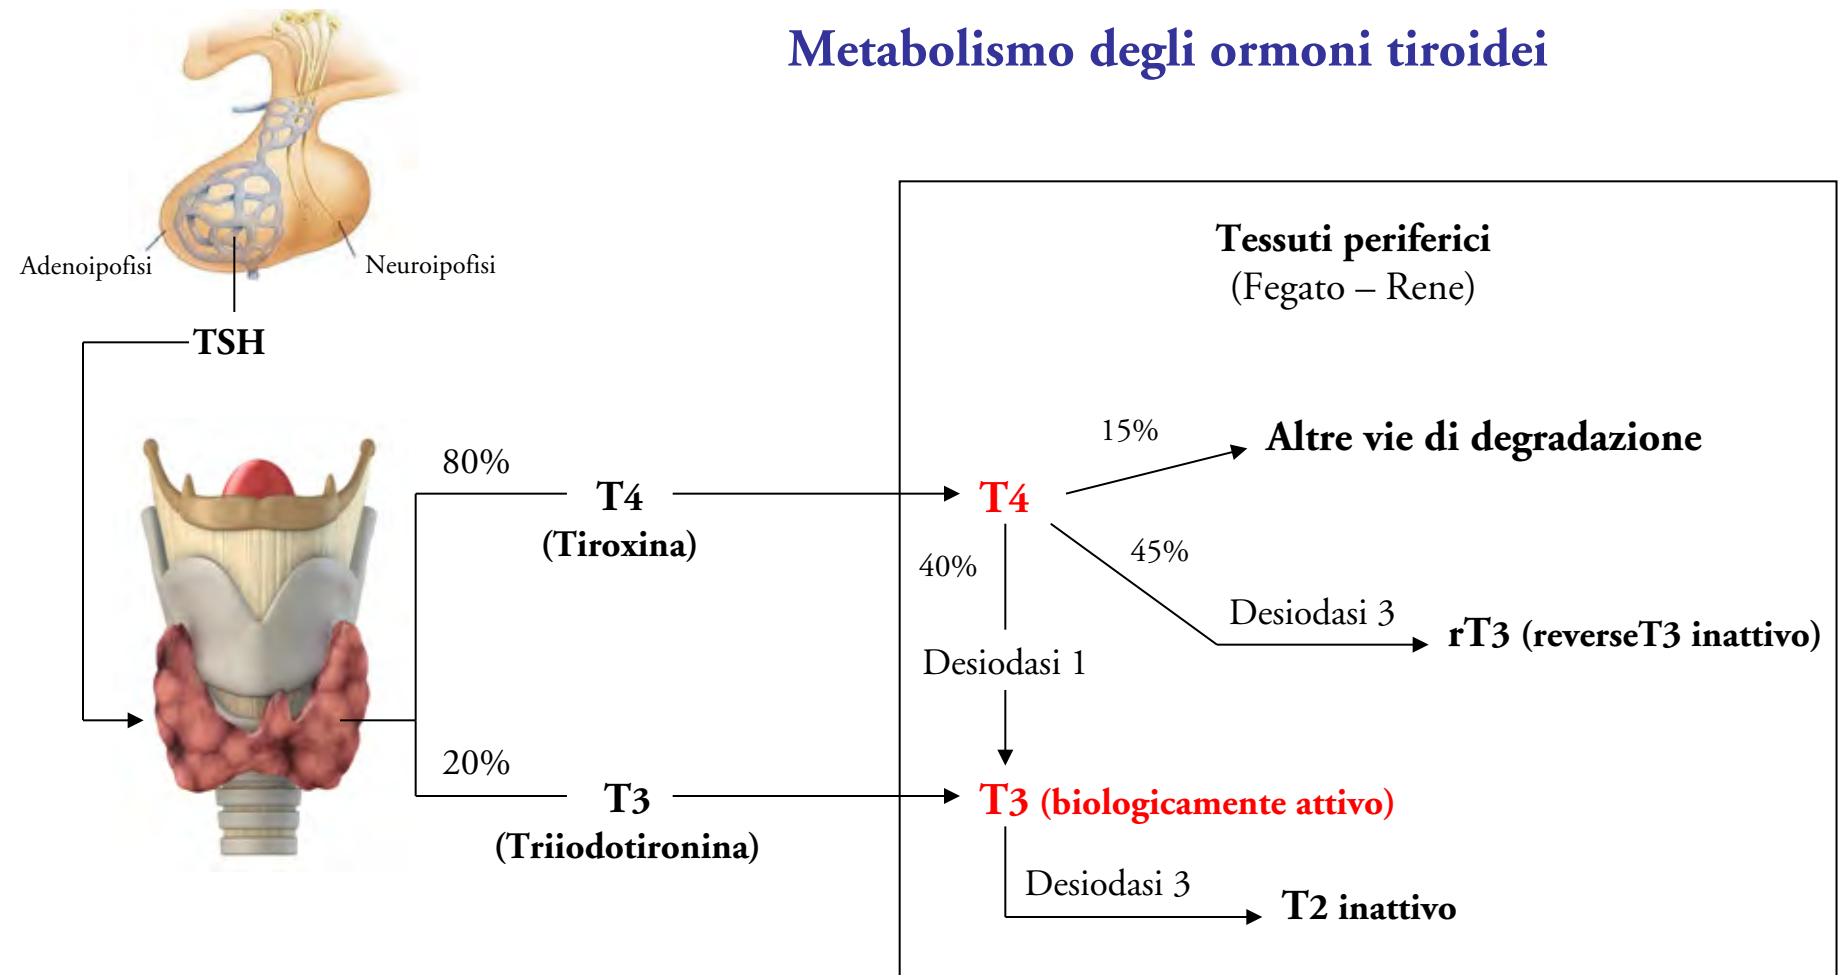 Metabolismo degli ormoni tiroidei
Adenoipofisi
Neuroipofisi
TSH
Tessuti periferici
(Fegato – Rene)
80%
T4
(Tiroxina)
20%
T3
(Triiodotironina)
T4
15%
Altre vie di degradazione
45%
Desiodasi 3
rT3 (reverseT3 inattivo)
40%
Desiodasi 1
T3 (biologicamente attivo)
Desiodasi 3
T2 inattivo